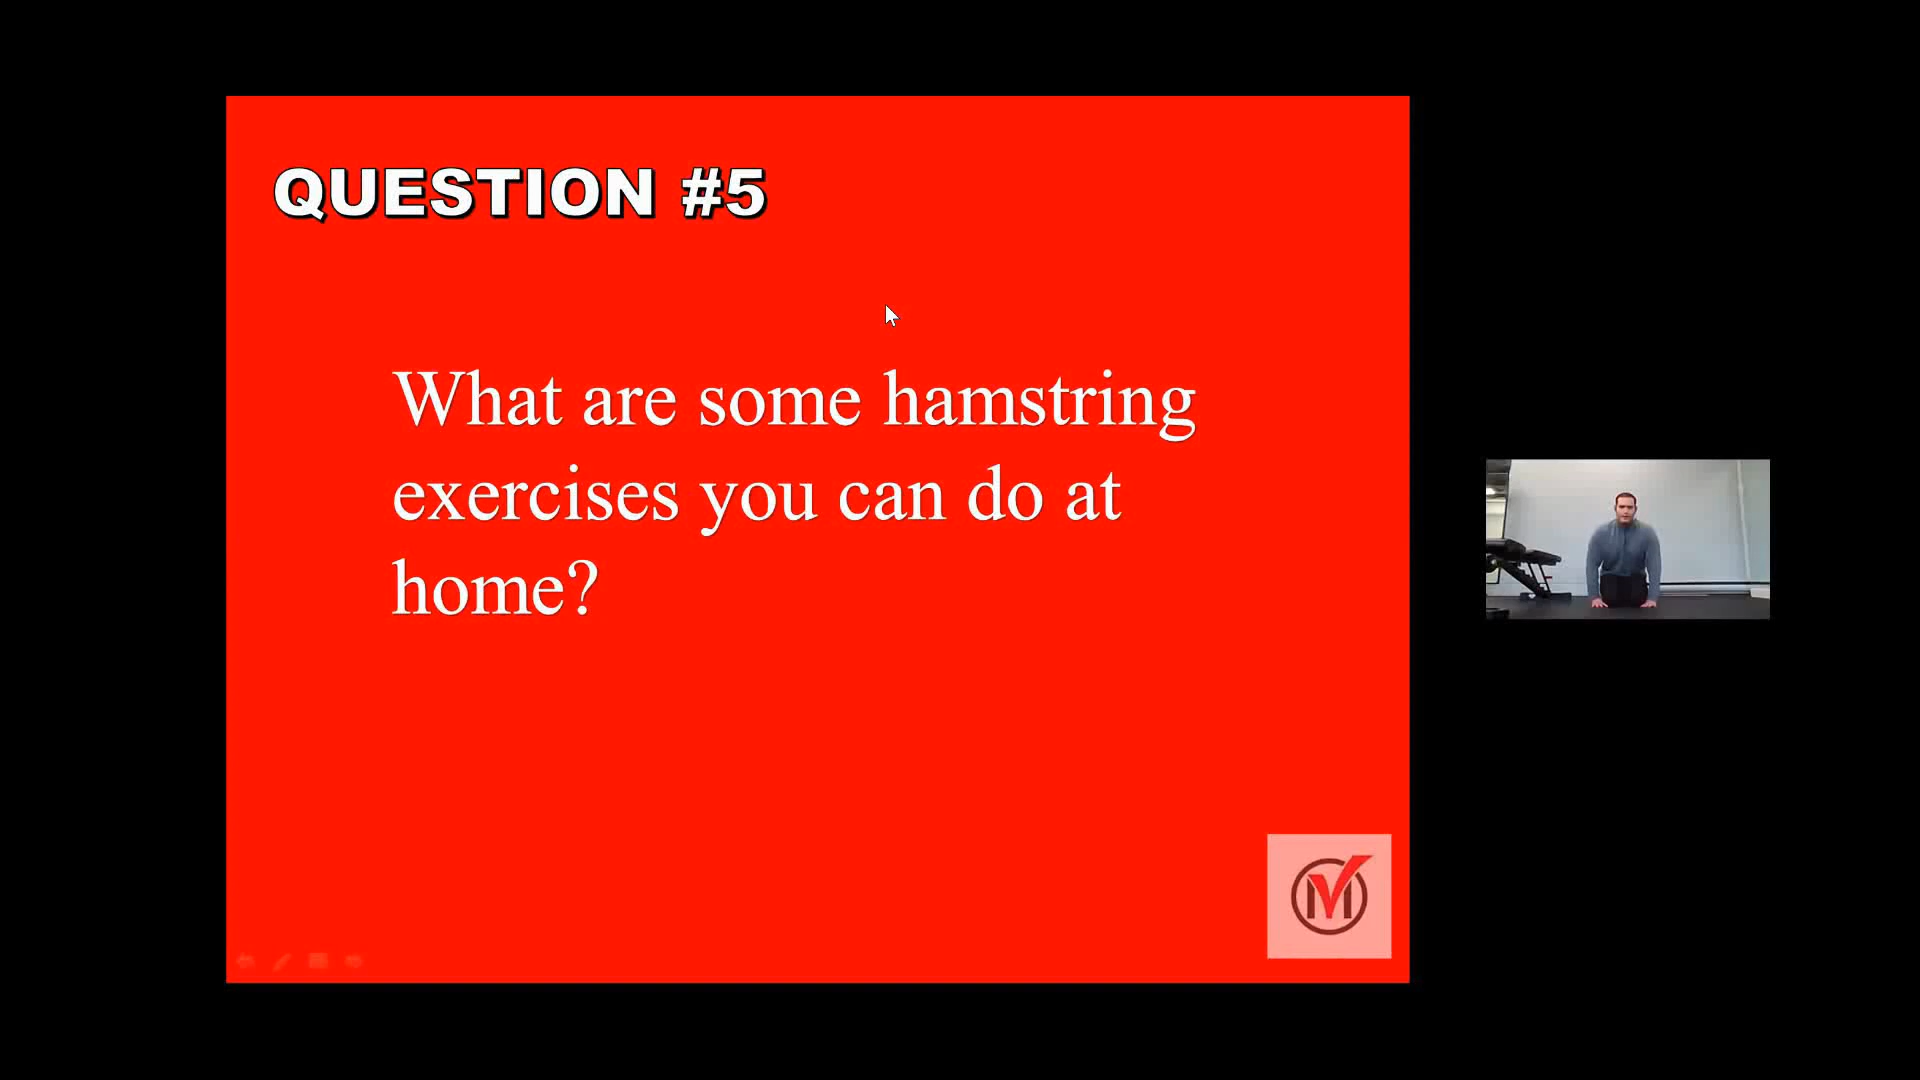 QUESTION #5
What are some hamstring
exercises you can do at
home?
M